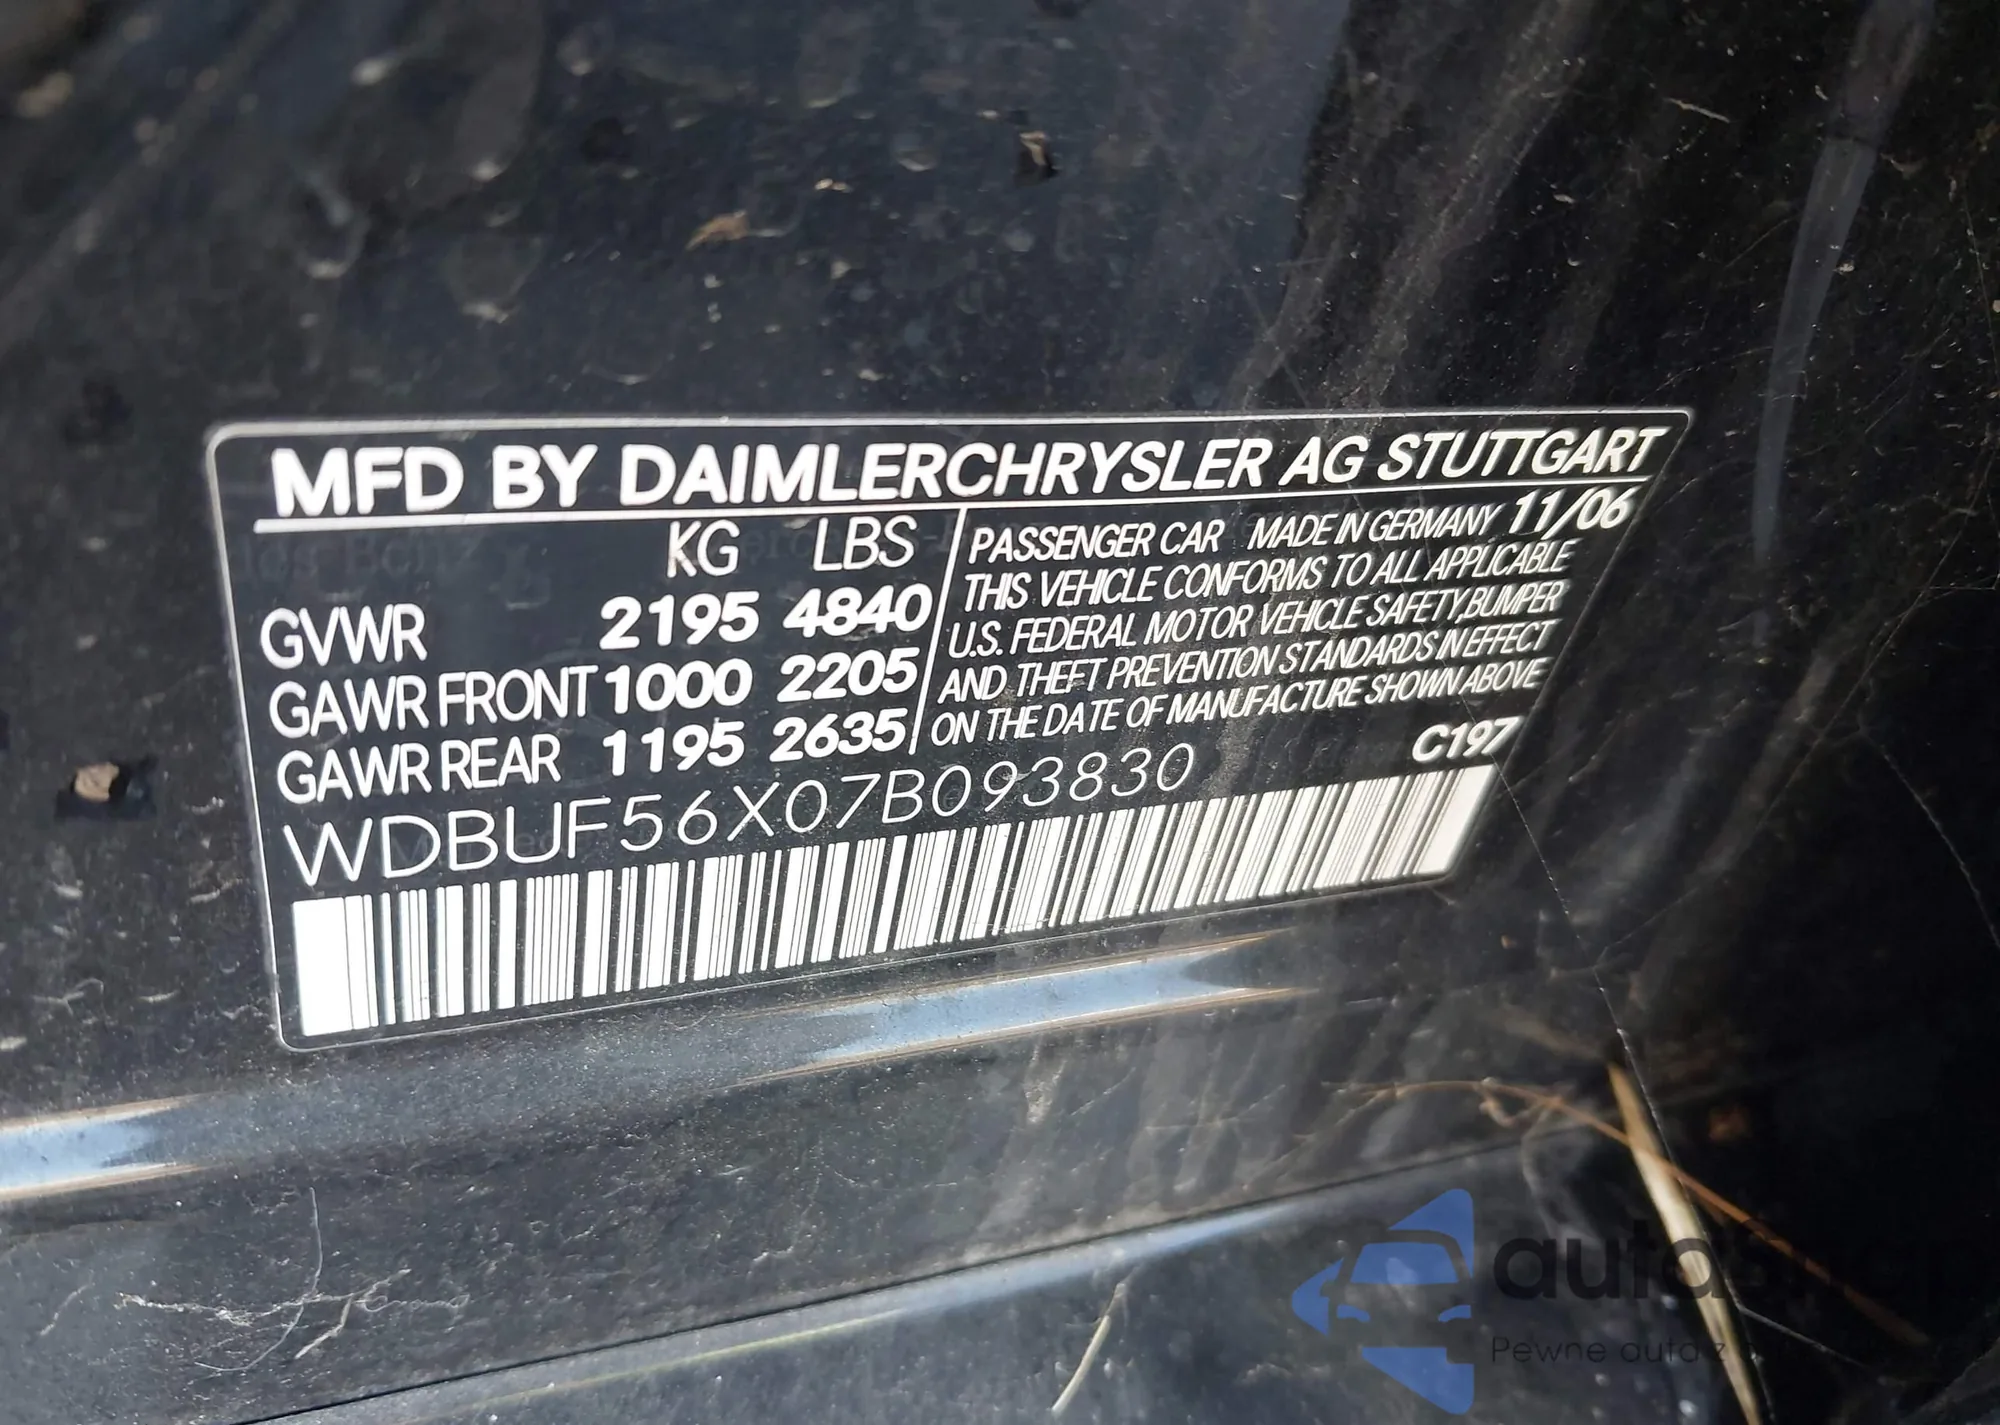 MFD BY DAIMLERCHRYSLER AG STUTTGART
KG LBS
GVWR 2195 4840
GAWR FRONT 1000 2205
GAWR REAR 1195 2635
PASSENGER CAR MADE IN GERMANY 11/06
THIS VEHICLE CONFORMS TO ALL APPLICABLE
U.S. FEDERAL MOTOR VEHICLE SAFETY,BUMPER
AND THEFT PREVENTION STANDARDS IN EFFECT
ON THE DATE OF MANUFACTURE SHOWN ABOVE
C197
WDBUF56X07B093830
Pewne auta z